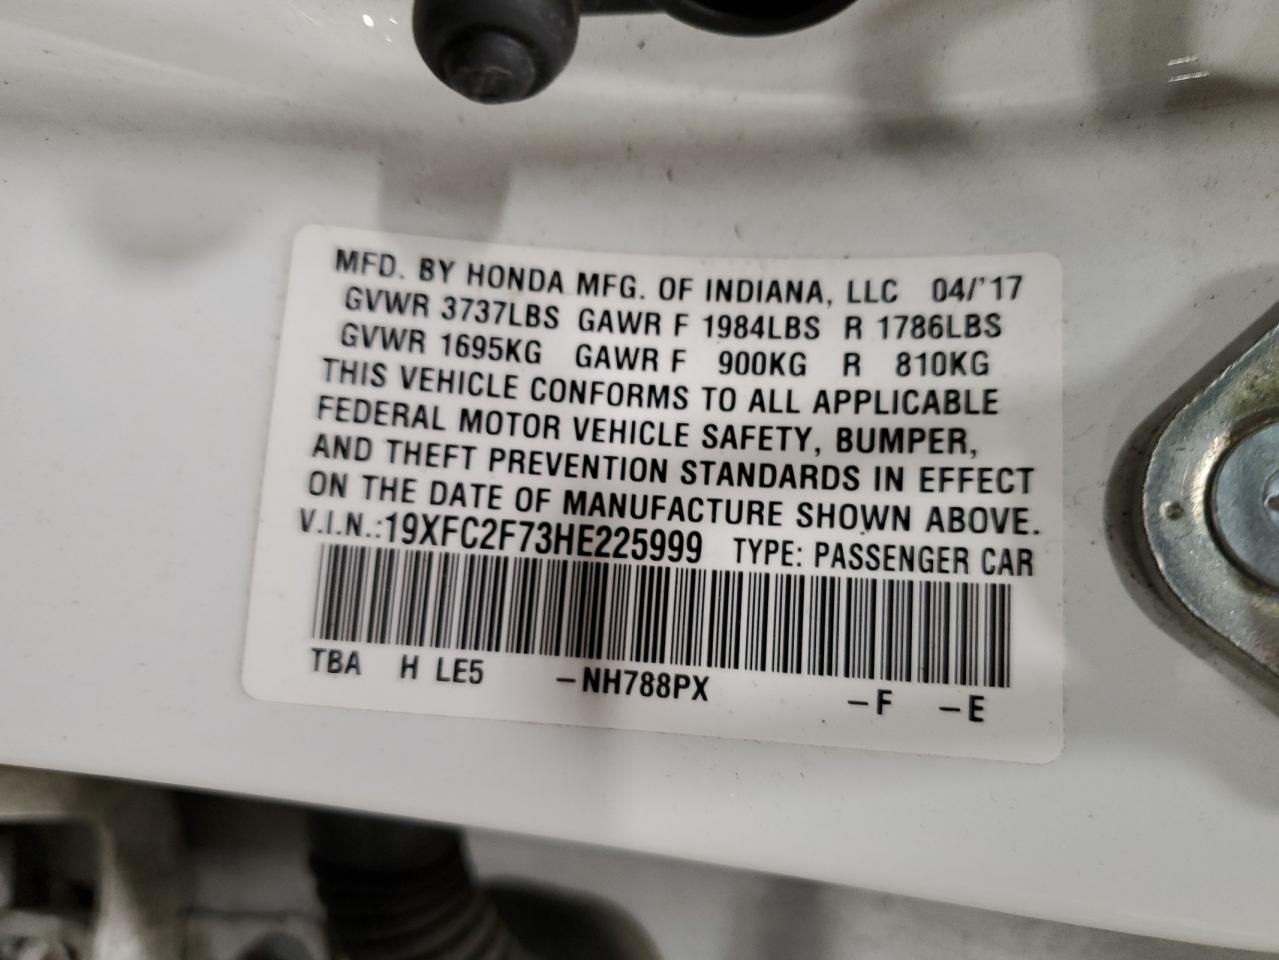 MFD. BY HONDA MFG. OF INDIANA, LLC 04/'17
GVWR 3737LBS GAWR F 1984LBS R 1786LBS
GVWR 1695KG GAWR F 900KG R 810KG
THIS VEHICLE CONFORMS TO ALL APPLICABLE
FEDERAL MOTOR VEHICLE SAFETY, BUMPER,
AND THEFT PREVENTION STANDARDS IN EFFECT
ON THE DATE OF MANUFACTURE SHOWN ABOVE.
V.I.N.:19XFC2F73HE225999 TYPE: PASSENGER CAR
TBA H LE5 -NH788PX -F -E